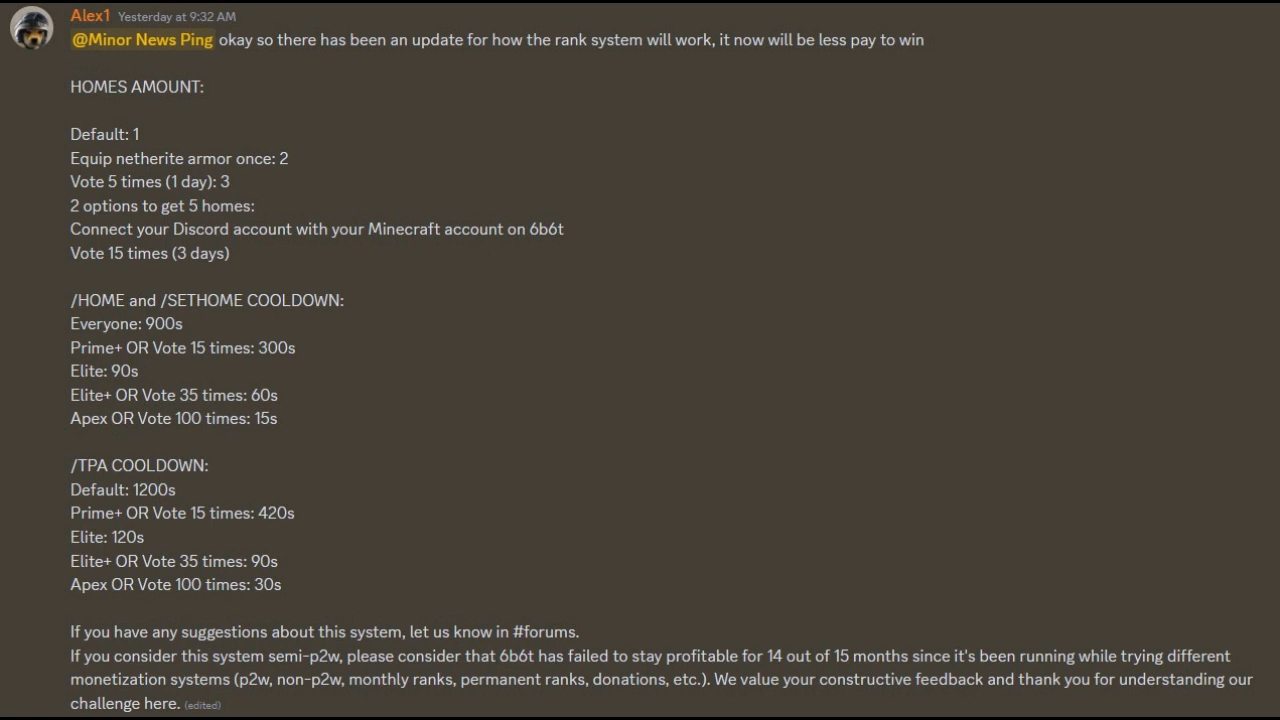 Alex1 Yesterday at 9:32 AM
@Minor News Ping okay so there has been an update for how the rank system will work, it now will be less pay to win
HOMES AMOUNT:
Default: 1
Equip netherite armor once: 2
Vote 5 times (1 day): 3
2 options to get 5 homes:
Connect your Discord account with your Minecraft account on 6b6t
Vote 15 times (3 days)
/HOME and /SETHOME COOLDOWN:
Everyone: 900s
Prime+ OR Vote 15 times: 300s
Elite: 90s
Elite+ OR Vote 35 times: 60s
Apex OR Vote 100 times: 15s
/TPA COOLDOWN:
Default: 1200s
Prime+ OR Vote 15 times: 420s
Elite: 120s
Elite+ OR Vote 35 times: 90s
Apex OR Vote 100 times: 30s
If you have any suggestions about this system, let us know in #forums.
If you consider this system semi-p2w, please consider that 6b6t has failed to stay profitable for 14 out of 15 months since it's been running while trying different
monetization systems (p2w, non-p2w, monthly ranks, permanent ranks, donations, etc.). We value your constructive feedback and thank you for understanding our
challenge here. (edited)